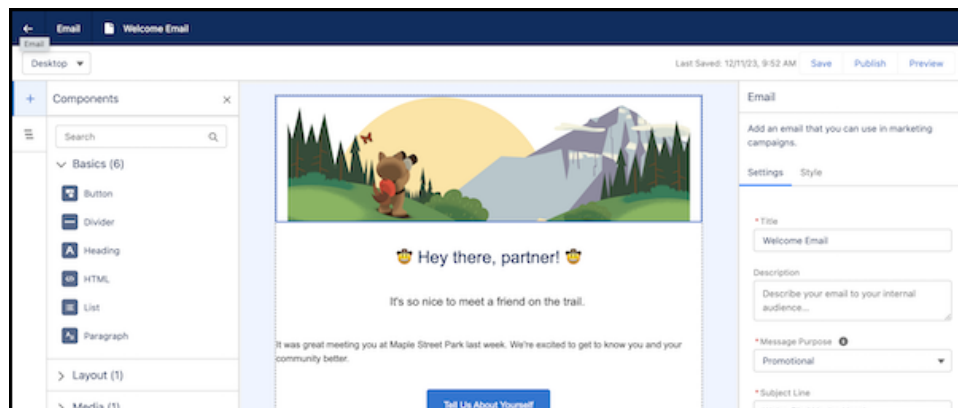 Email
Welcome Email
Email
Desktop
Last Saved: 12/11/23, 9:52 AM
Save
Publish
Preview
Components
Search
Basics (6)
Button
Divider
Heading
HTML
List
Paragraph
Layout (1)
Media (1)
🤠 Hey there, partner! 🤠
It's so nice to meet a friend on the trail.
It was great meeting you at Maple Street Park last week. We're excited to get to know you and your
community better.
Tell Us About Yourself
Email
Add an email that you can use in marketing
campaigns.
Settings
Style
*Title
Welcome Email
Description
Describe your email to your internal
audience...
*Message Purpose
Promotional
*Subject Line